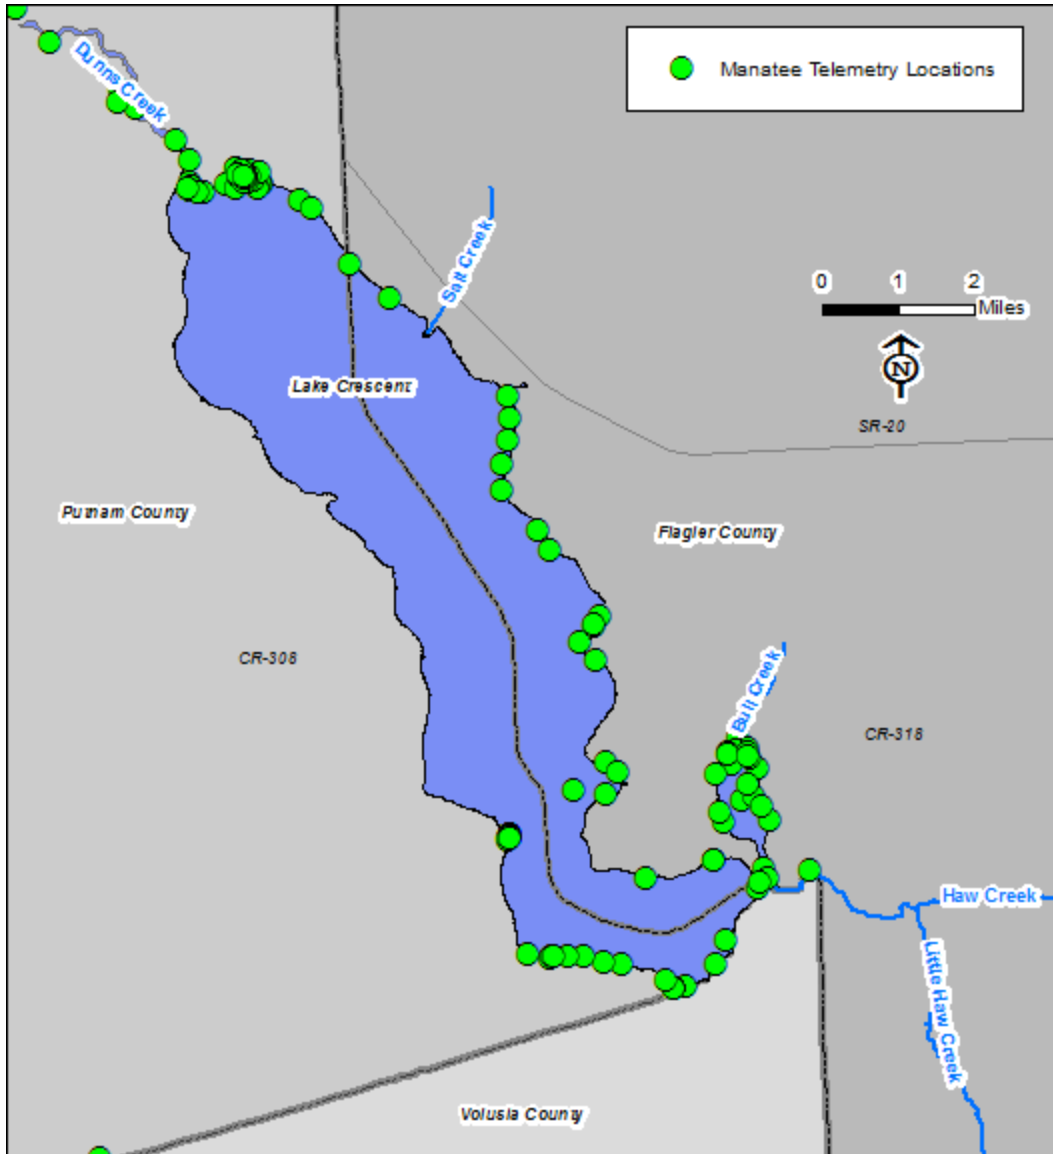 Dunns Creek
Manatee Telemetry Locations
Salt Creek
0 1 2
Miles
N
Lake Crescent
SR-20
Putnam County
Flagler County
CR-308
Bull Creek
CR-318
Haw Creek
Little Haw Creek
Volusia County